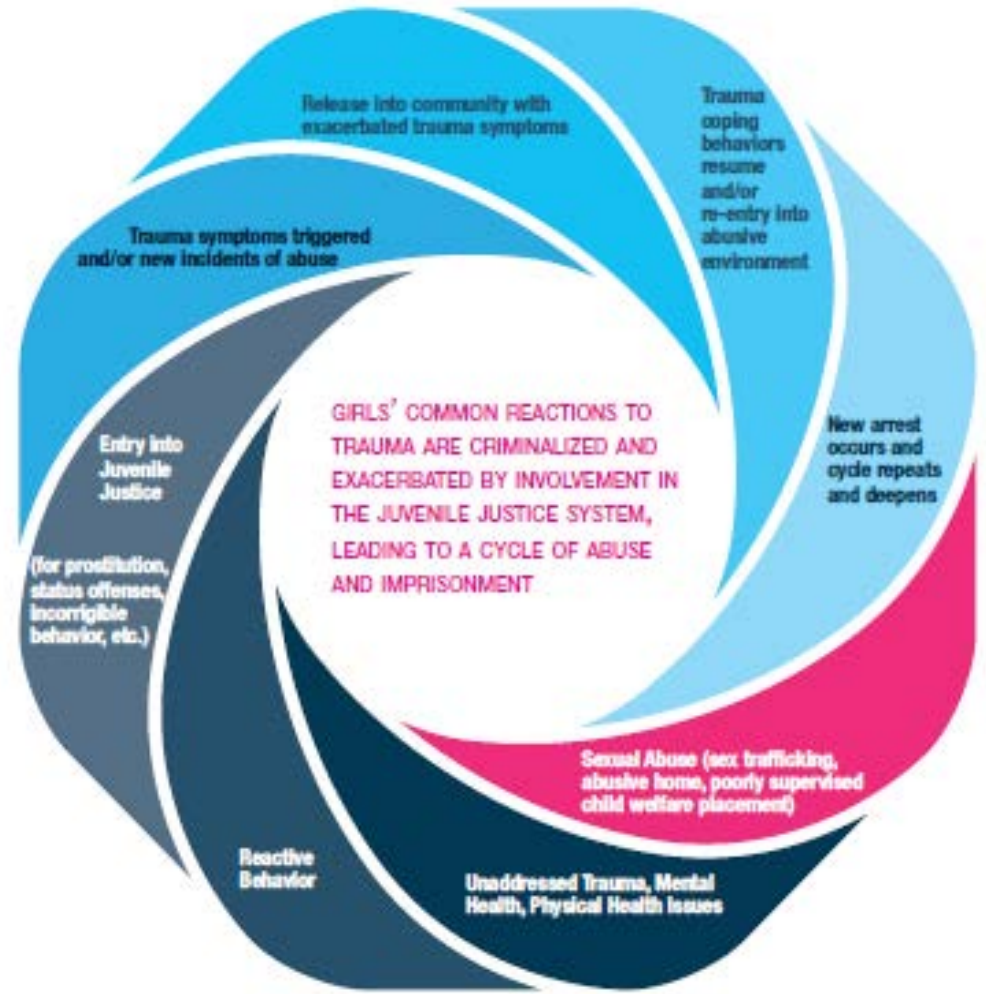 Release into community with
exacerbated trauma symptoms
Trauma
coping
behaviors
resume
and/or
re-entry into
abusive
environment
Trauma symptoms triggered
and/or new incidents of abuse
GIRLS' COMMON REACTIONS TO
TRAUMA ARE CRIMINALIZED AND
EXACERBATED BY INVOLVEMENT IN
THE JUVENILE JUSTICE SYSTEM,
LEADING TO A CYCLE OF ABUSE
AND IMPRISONMENT
New arrest
occurs and
cycle repeats
and deepens
Entry into
Juvenile
Justice
(for prostitution,
status offenses,
incorrigible
behavior, etc.)
Sexual Abuse (sex trafficking,
abusive home, poorly supervised
child welfare placement)
Reactive
Behavior
Unaddressed Trauma, Mental
Health, Physical Health Issues